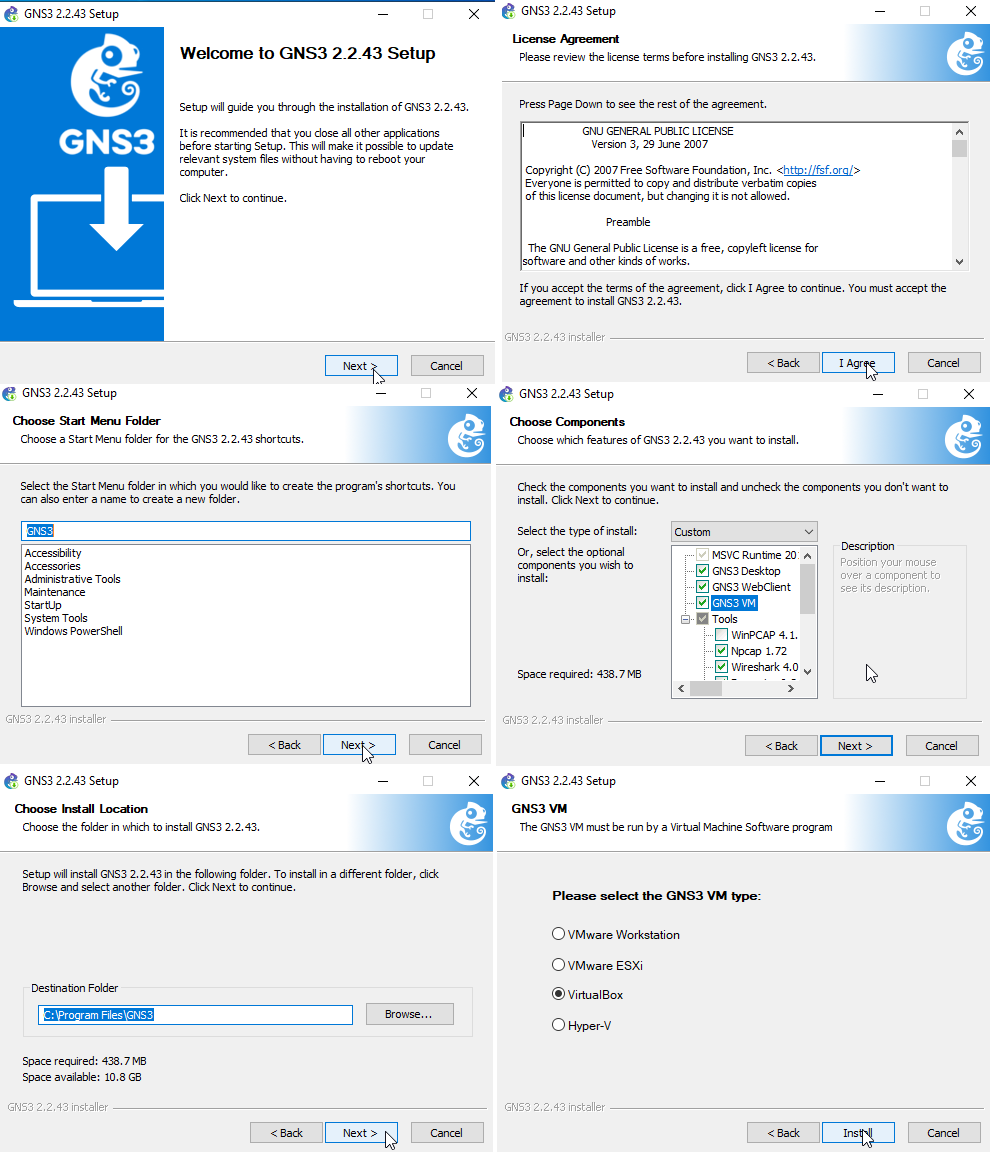 GNS3 2.2.43 Setup
GNS3
Welcome to GNS3 2.2.43 Setup
Setup will guide you through the installation of GNS3 2.2.43.
It is recommended that you close all other applications
before starting Setup. This will make it possible to update
relevant system files without having to reboot your
computer.
Click Next to continue.
Next >
Cancel
GNS3 2.2.43 Setup
License Agreement
Please review the license terms before installing GNS3 2.2.43.
Press Page Down to see the rest of the agreement.
GNU GENERAL PUBLIC LICENSE
Version 3, 29 June 2007
Copyright (C) 2007 Free Software Foundation, Inc. <http://fsf.org/>
Everyone is permitted to copy and distribute verbatim copies
of this license document, but changing it is not allowed.
Preamble
The GNU General Public License is a free, copyleft license for
software and other kinds of works.
If you accept the terms of the agreement, click I Agree to continue. You must accept the
agreement to install GNS3 2.2.43.
GNS3 2.2.43 installer
< Back
I Agree
Cancel
GNS3 2.2.43 Setup
Choose Start Menu Folder
Choose a Start Menu folder for the GNS3 2.2.43 shortcuts.
Select the Start Menu folder in which you would like to create the program's shortcuts. You
can also enter a name to create a new folder.
GNS3
Accessibility
Accessories
Administrative Tools
Maintenance
StartUp
System Tools
Windows PowerShell
GNS3 2.2.43 installer
< Back
Next >
Cancel
GNS3 2.2.43 Setup
Choose Components
Choose which features of GNS3 2.2.43 you want to install.
Check the components you want to install and uncheck the components you don't want to
install. Click Next to continue.
Select the type of install:
Custom
Or, select the optional
components you wish to
install:
MSVC Runtime 20
GNS3 Desktop
GNS3 WebClient
GNS3 VM
Tools
WinPCAP 4.1.
Npcap 1.72
Wireshark 4.0
Description
Position your mouse
over a component to
see its description.
Space required: 438.7 MB
GNS3 2.2.43 installer
< Back
Next >
Cancel
GNS3 2.2.43 Setup
Choose Install Location
Choose the folder in which to install GNS3 2.2.43.
Setup will install GNS3 2.2.43 in the following folder. To install in a different folder, click
Browse and select another folder. Click Next to continue.
Destination Folder
C:\Program Files\GNS3
Browse...
Space required: 438.7 MB
Space available: 10.8 GB
GNS3 2.2.43 installer
< Back
Next >
Cancel
GNS3 2.2.43 Setup
GNS3 VM
The GNS3 VM must be run by a Virtual Machine Software program
Please select the GNS3 VM type:
VMware Workstation
VMware ESXi
VirtualBox
Hyper-V
GNS3 2.2.43 installer
< Back
Install
Cancel